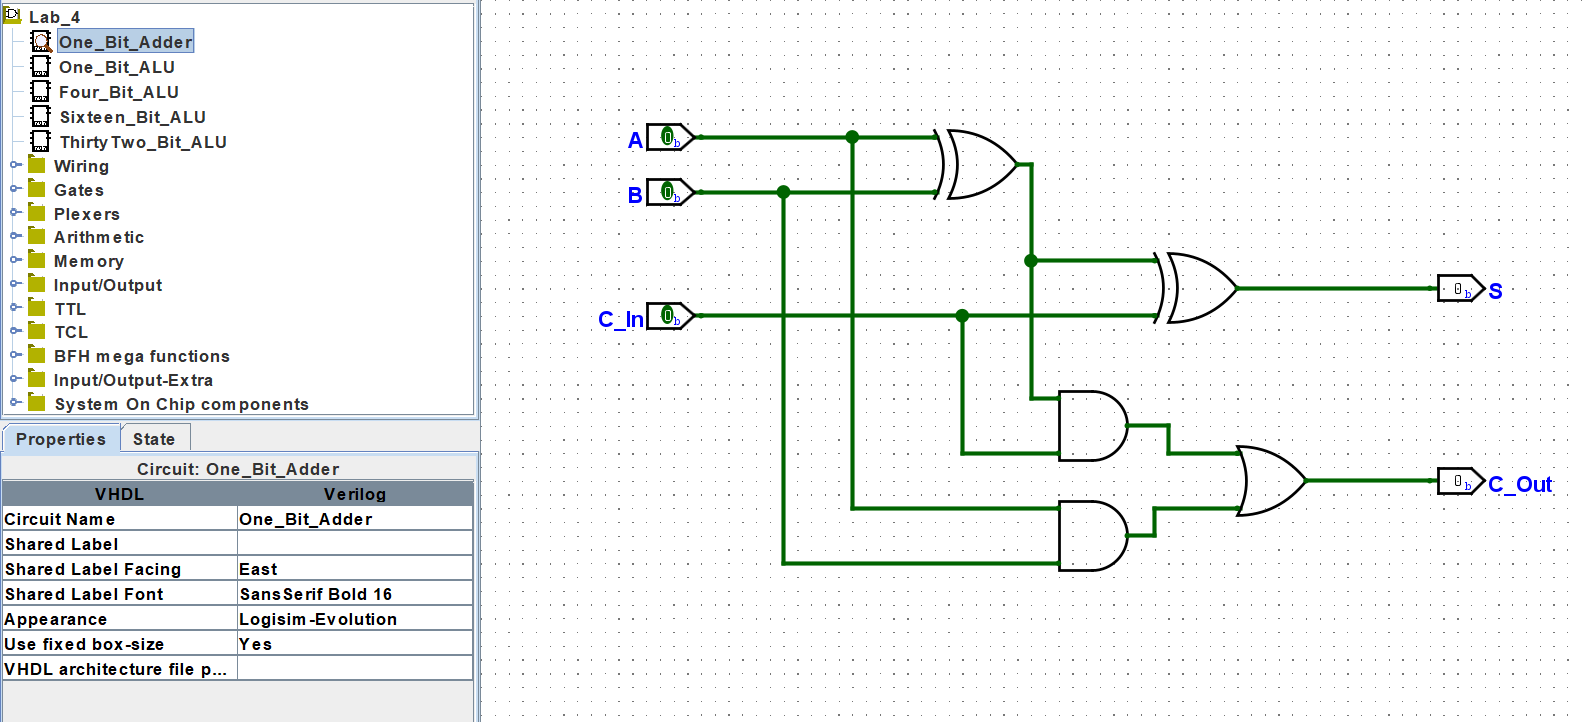 Lab_4
One_Bit_Adder
One_Bit_ALU
Four_Bit_ALU
Sixteen_Bit_ALU
ThirtyTwo_Bit_ALU
Wiring
Gates
Plexers
Arithmetic
Memory
Input/Output
TTL
TCL
BFH mega functions
Input/Output-Extra
System On Chip components
Properties State
Circuit: One_Bit_Adder
VHDL Verilog
Circuit Name One_Bit_Adder
Shared Label
Shared Label Facing East
Shared Label Font SansSerif Bold 16
Appearance Logisim-Evolution
Use fixed box-size Yes
VHDL architecture file p...
A 0b
B 0b
C_In 0b
0b S
0b C_Out